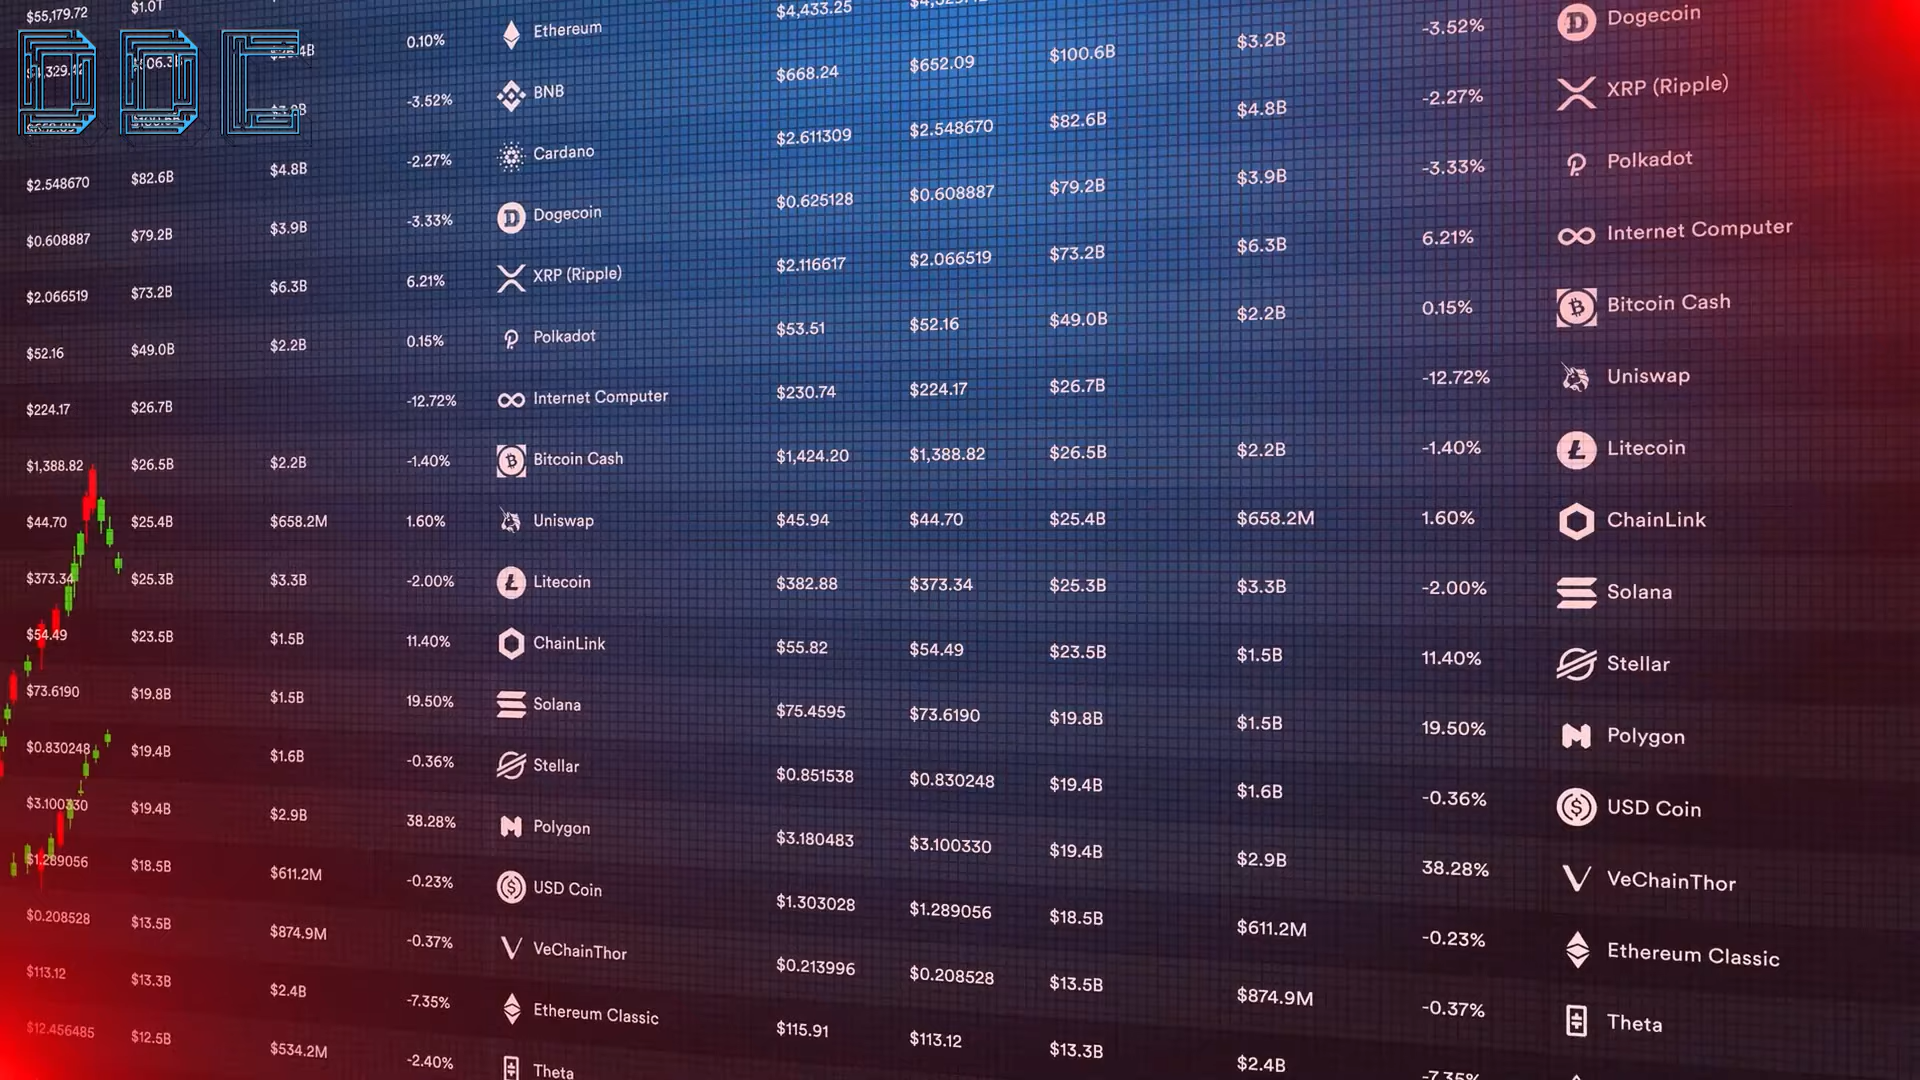 DDC
$55,179.72 $1.0T
0.10% Ethereum $4,433.25 $100.6B $3.2B -3.52% Dogecoin
-3.52% BNB $668.24 $652.09 $82.6B $4.8B -2.27% XRP (Ripple)
$2.548670 $82.6B $4.8B -2.27% Cardano $2.611309 $2.548670 $79.2B $3.9B -3.33% Polkadot
$0.608887 $79.2B $3.9B -3.33% Dogecoin $0.625128 $0.608887 $73.2B $6.3B 6.21% Internet Computer
$2.066519 $73.2B $6.3B 6.21% XRP (Ripple) $2.116617 $2.066519 $49.0B $2.2B 0.15% Bitcoin Cash
$52.16 $49.0B $2.2B 0.15% Polkadot $53.51 $52.16 $26.7B -12.72% Uniswap
$224.17 $26.7B -12.72% Internet Computer $230.74 $224.17 $26.5B $2.2B -1.40% Litecoin
$1,388.82 $26.5B $2.2B -1.40% Bitcoin Cash $1,424.20 $1,388.82 $25.4B $658.2M 1.60% ChainLink
$44.70 $25.4B $658.2M 1.60% Uniswap $45.94 $44.70 $25.3B $3.3B -2.00% Solana
$373.34 $25.3B $3.3B -2.00% Litecoin $382.88 $373.34 $23.5B $1.5B 11.40% Stellar
$54.49 $23.5B $1.5B 11.40% ChainLink $55.82 $54.49 $19.8B $1.5B 19.50% Polygon
$73.6190 $19.8B $1.5B 19.50% Solana $75.4595 $73.6190 $19.4B $1.6B -0.36% USD Coin
$0.830248 $19.4B $1.6B -0.36% Stellar $0.851538 $0.830248 $19.4B $2.9B 38.28% VeChainThor
$3.100330 $19.4B $2.9B 38.28% Polygon $3.180483 $3.100330 $18.5B $611.2M -0.23% Ethereum Classic
$1.289056 $18.5B $611.2M -0.23% USD Coin $1.303028 $1.289056 $13.5B $874.9M -0.37% Theta
$0.208528 $13.5B $874.9M -0.37% VeChainThor $0.213996 $0.208528 $13.3B $2.4B -7.35%
$113.12 $13.3B $2.4B -7.35% Ethereum Classic $115.91 $113.12
$12.456485 $12.5B $534.2M -2.40% Theta